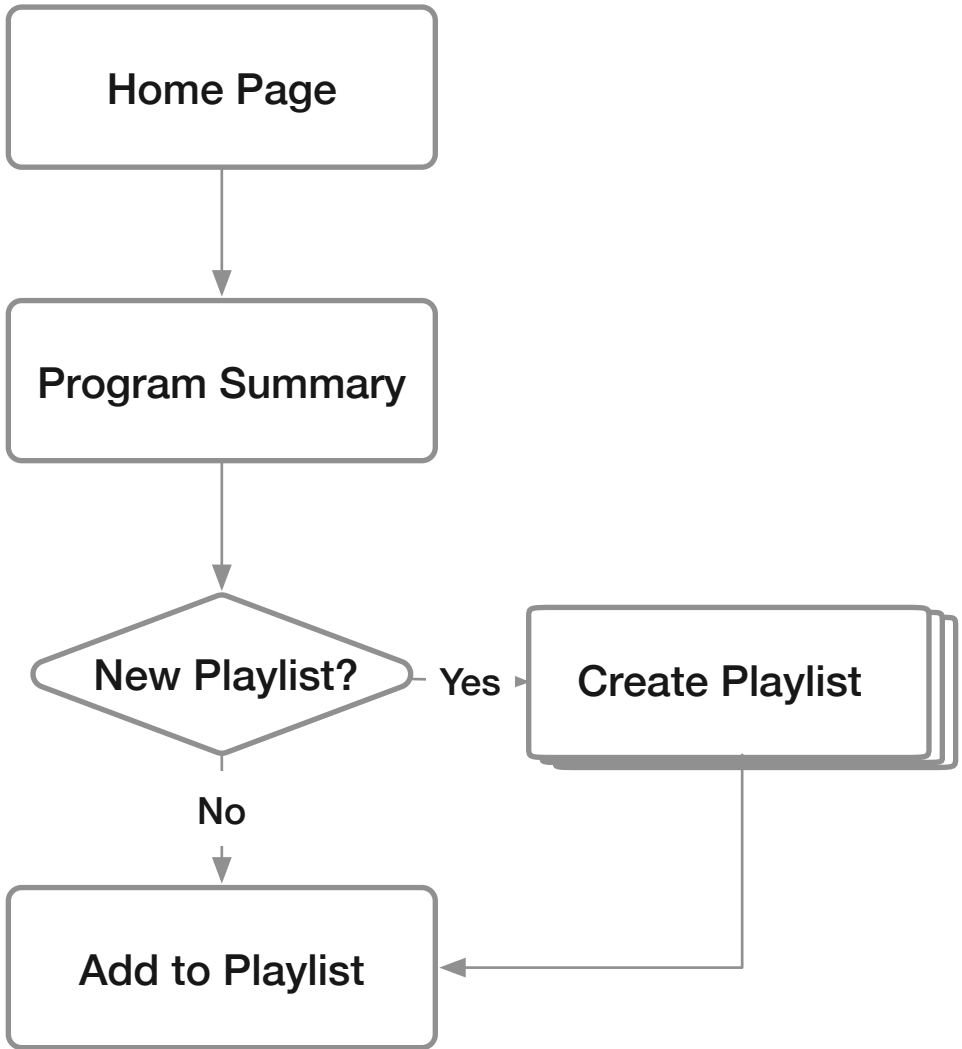 Home Page
Program Summary
New Playlist?
Yes
Create Playlist
No
Add to Playlist